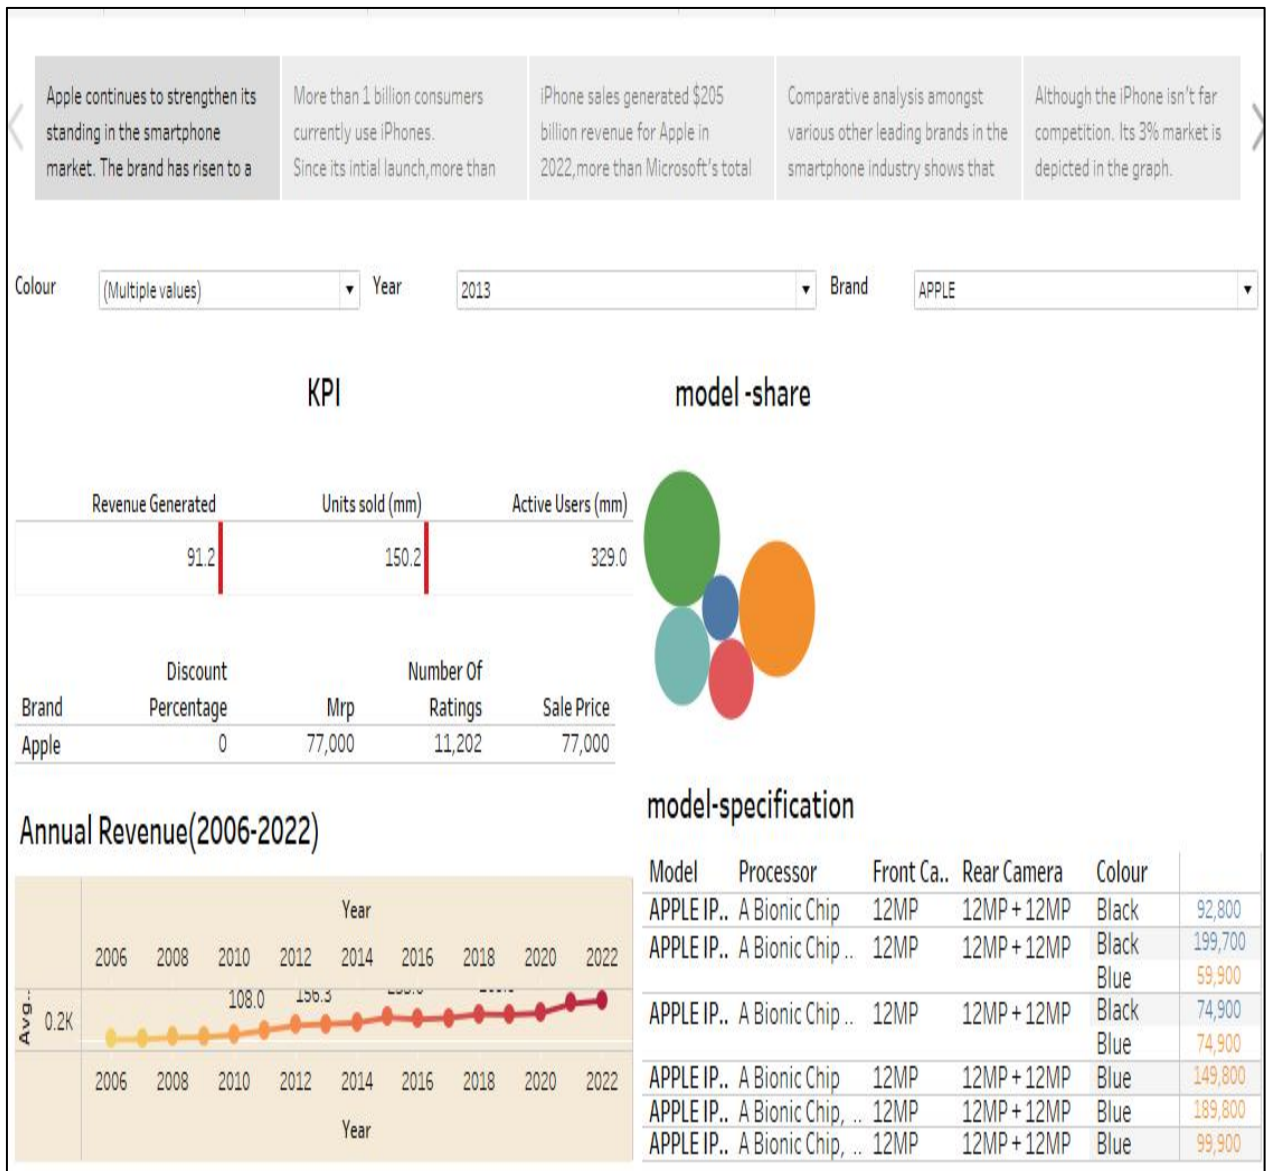 Apple continues to strengthen its
standing in the smartphone
market. The brand has risen to a
More than 1 billion consumers
currently use iPhones.
Since its intial launch,more than
iPhone sales generated $205
billion revenue for Apple in
2022,more than Microsoft's total
Comparative analysis amongst
various other leading brands in the
smartphone industry shows that
Although the iPhone isn't far
competition. Its 3% market is
depicted in the graph.
Colour (Multiple values) Year 2013 Brand APPLE
KPI
Revenue Generated Units sold (mm) Active Users (mm)
91.2 150.2 329.0
Discount Number Of
Brand Percentage Mrp Ratings Sale Price
Apple 0 77,000 11,202 77,000
model -share
Annual Revenue(2006-2022)
Year
2006 2008 2010 2012 2014 2016 2018 2020 2022
108.0 156.3
Avg.. 0.2K
2006 2008 2010 2012 2014 2016 2018 2020 2022
Year
model-specification
Model Processor Front Ca.. Rear Camera Colour
APPLE IP.. A Bionic Chip 12MP 12MP + 12MP Black 92,800
APPLE IP.. A Bionic Chip .. 12MP 12MP + 12MP Black 199,700
Blue 59,900
APPLE IP.. A Bionic Chip .. 12MP 12MP + 12MP Black 74,900
Blue 74,900
APPLE IP.. A Bionic Chip 12MP 12MP + 12MP Blue 149,800
APPLE IP.. A Bionic Chip, .. 12MP 12MP + 12MP Blue 189,800
APPLE IP.. A Bionic Chip, .. 12MP 12MP + 12MP Blue 99,900